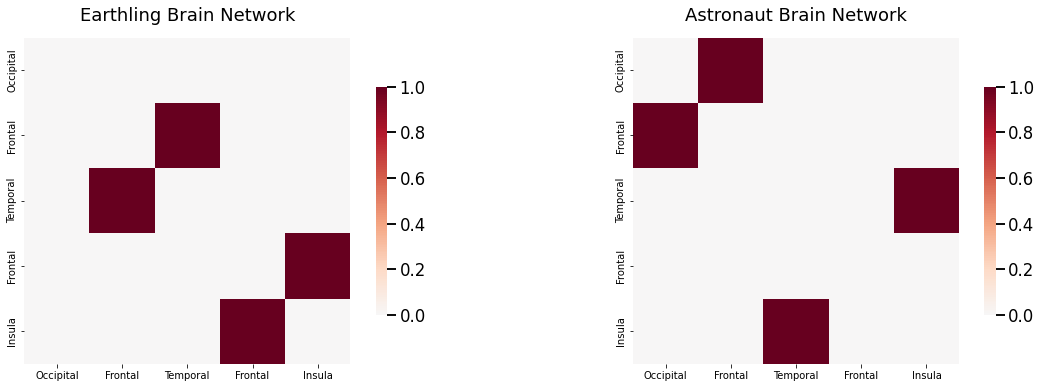 Earthling Brain Network
Occipital
Frontal
Temporal
Frontal
Insula
Occipital Frontal Temporal Frontal Insula
1.0
0.8
0.6
0.4
0.2
0.0
Astronaut Brain Network
Occipital
Frontal
Temporal
Frontal
Insula
Occipital Frontal Temporal Frontal Insula
1.0
0.8
0.6
0.4
0.2
0.0